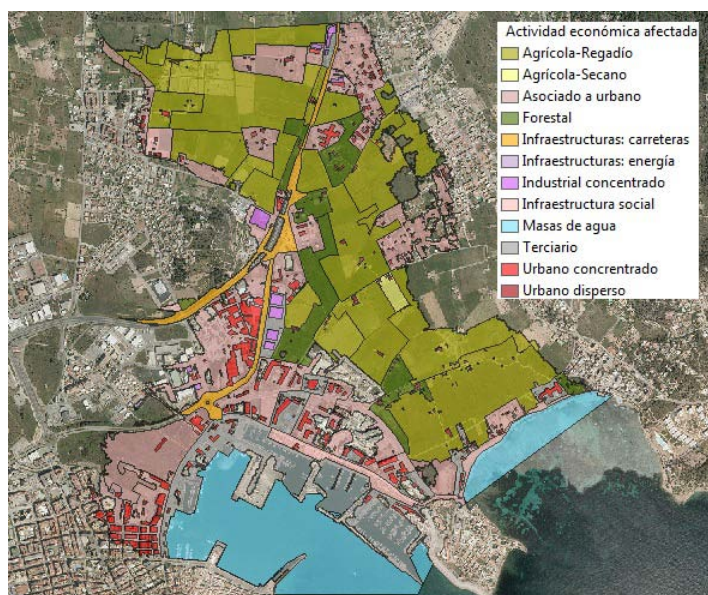 Actividad económica afectada
Agrícola-Regadío
Agrícola-Secano
Asociado a urbano
Forestal
Infraestructuras: carreteras
Infraestructuras: energía
Industrial concentrado
Infraestructura social
Masas de agua
Terciario
Urbano concrentrado
Urbano disperso